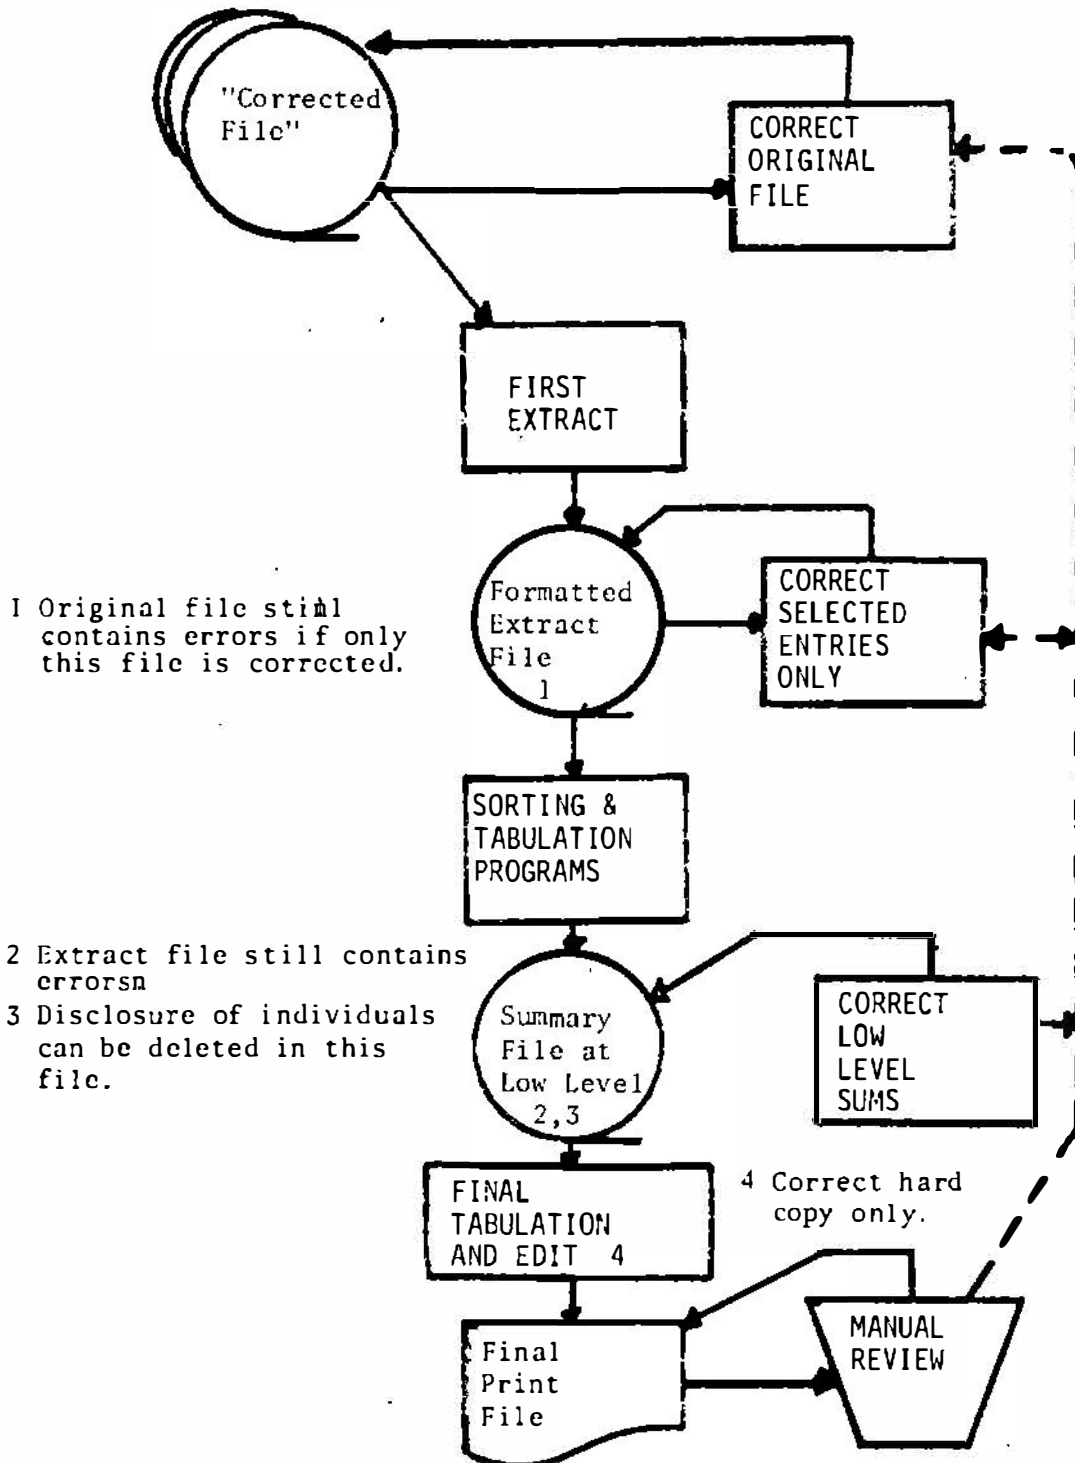 "Corrected
File"
CORRECT
ORIGINAL
FILE
FIRST
EXTRACT
Formatted
Extract
File
1
CORRECT
SELECTED
ENTRIES
ONLY
1 Original file still
contains errors if only
this file is corrected.
SORTING &
TABULATION
PROGRAMS
2 Extract file still contains
errorsn
3 Disclosure of individuals
can be deleted in this
file.
Summary
File at
Low Level
2,3
CORRECT
LOW
LEVEL
SUMS
FINAL
TABULATION
AND EDIT 4
4 Correct hard
copy only.
Final
Print
File
MANUAL
REVIEW